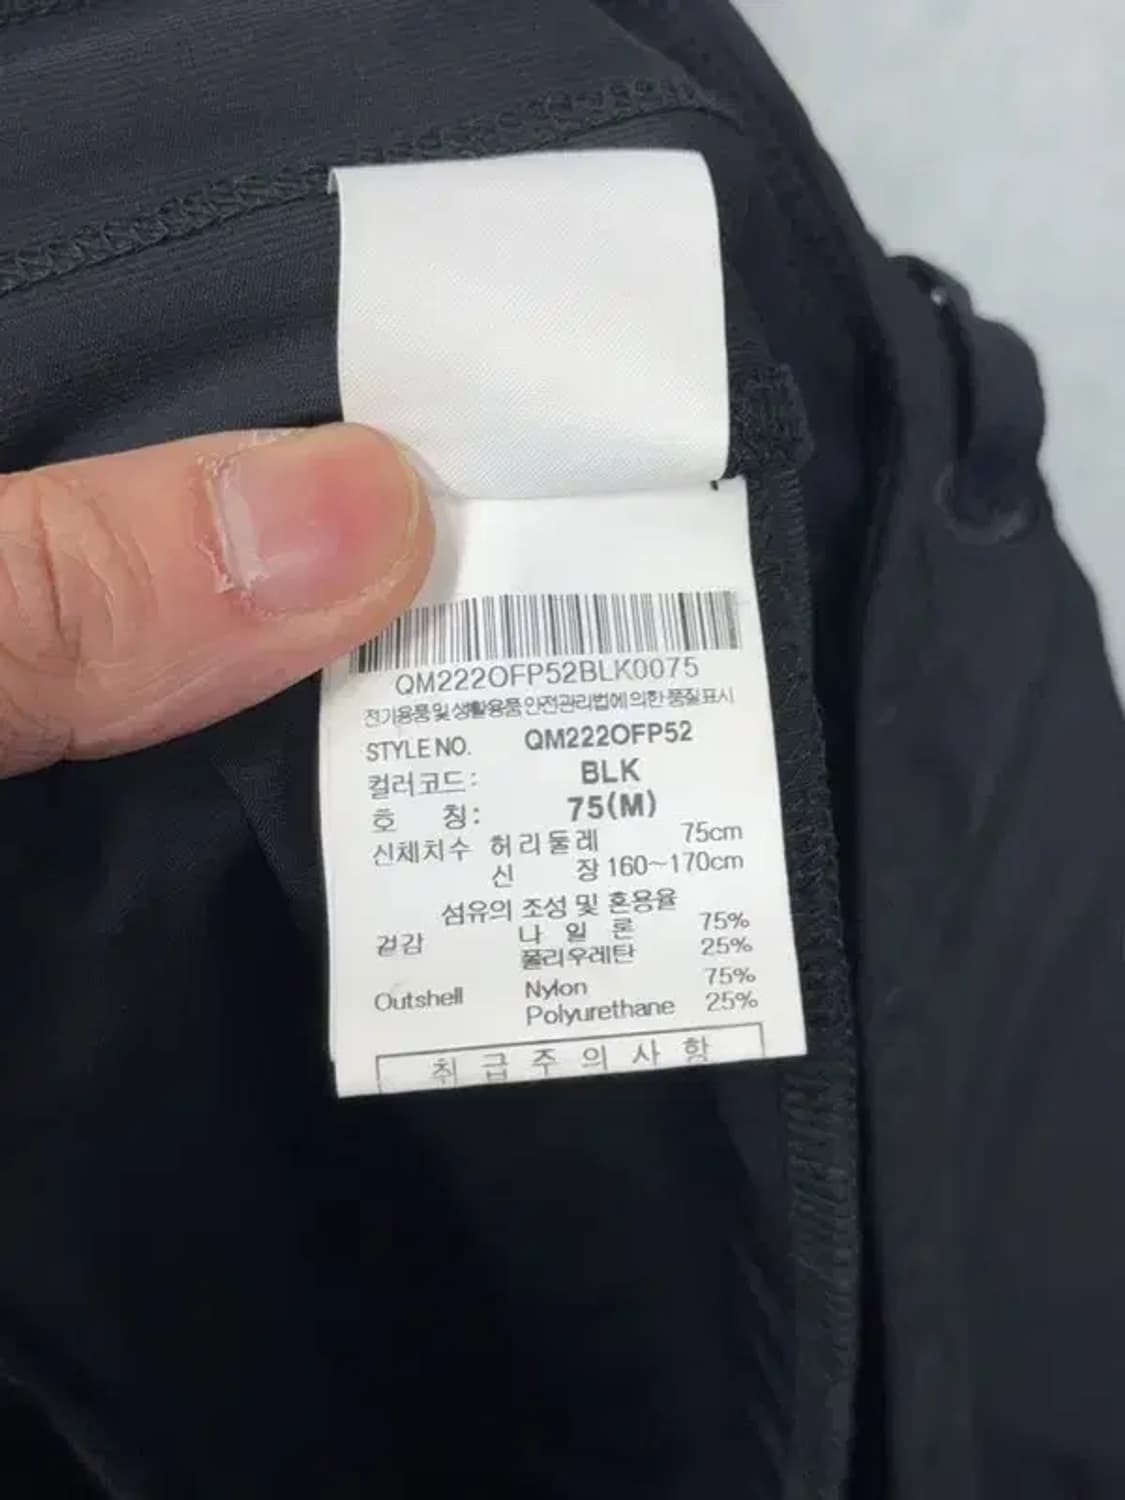 QM222OFP52BLK0075
전기용품 및 생활용품 안전관리법에 의한 품질표시
STYLE NO. QM222OFP52
컬러코드: BLK
호 칭: 75(M)
신체치수 허리둘레 75cm
신 장 160~170cm
섬유의 조성 및 혼용율
겉감 나 일 론 75%
폴리우레탄 25%
Outshell Nylon 75%
Polyurethane 25%
취 급 주 의 사 항